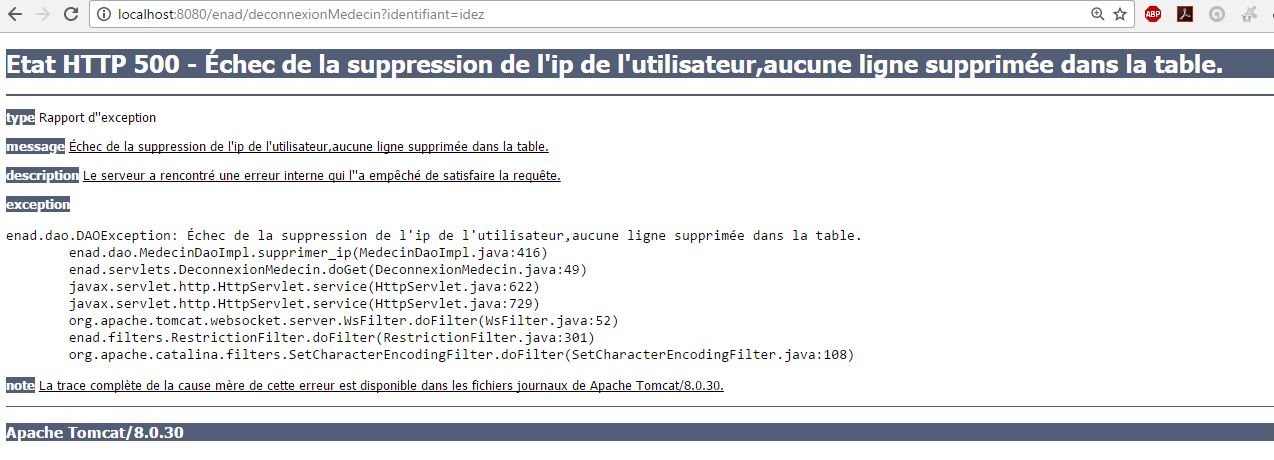 localhost:8080/enad/deconnexionMedecin?identifiant=idez
ABP
Etat HTTP 500 - Échec de la suppression de l'ip de l'utilisateur,aucune ligne supprimée dans la table.
type Rapport d''exception
message Échec de la suppression de l'ip de l'utilisateur,aucune ligne supprimée dans la table.
description Le serveur a rencontré une erreur interne qui l''a empêché de satisfaire la requête.
exception
enad.dao.DAOException: Échec de la suppression de l'ip de l'utilisateur,aucune ligne supprimée dans la table.
enad.dao.MedecinDaoImpl.supprimer_ip(MedecinDaoImpl.java:416)
enad.servlets.DeconnexionMedecin.doGet(DeconnexionMedecin.java:49)
javax.servlet.http.HttpServlet.service(HttpServlet.java:622)
javax.servlet.http.HttpServlet.service(HttpServlet.java:729)
org.apache.tomcat.websocket.server.WsFilter.doFilter(WsFilter.java:52)
enad.filters.RestrictionFilter.doFilter(RestrictionFilter.java:301)
org.apache.catalina.filters.SetCharacterEncodingFilter.doFilter(SetCharacterEncodingFilter.java:108)
note La trace complète de la cause mère de cette erreur est disponible dans les fichiers journaux de Apache Tomcat/8.0.30.
Apache Tomcat/8.0.30